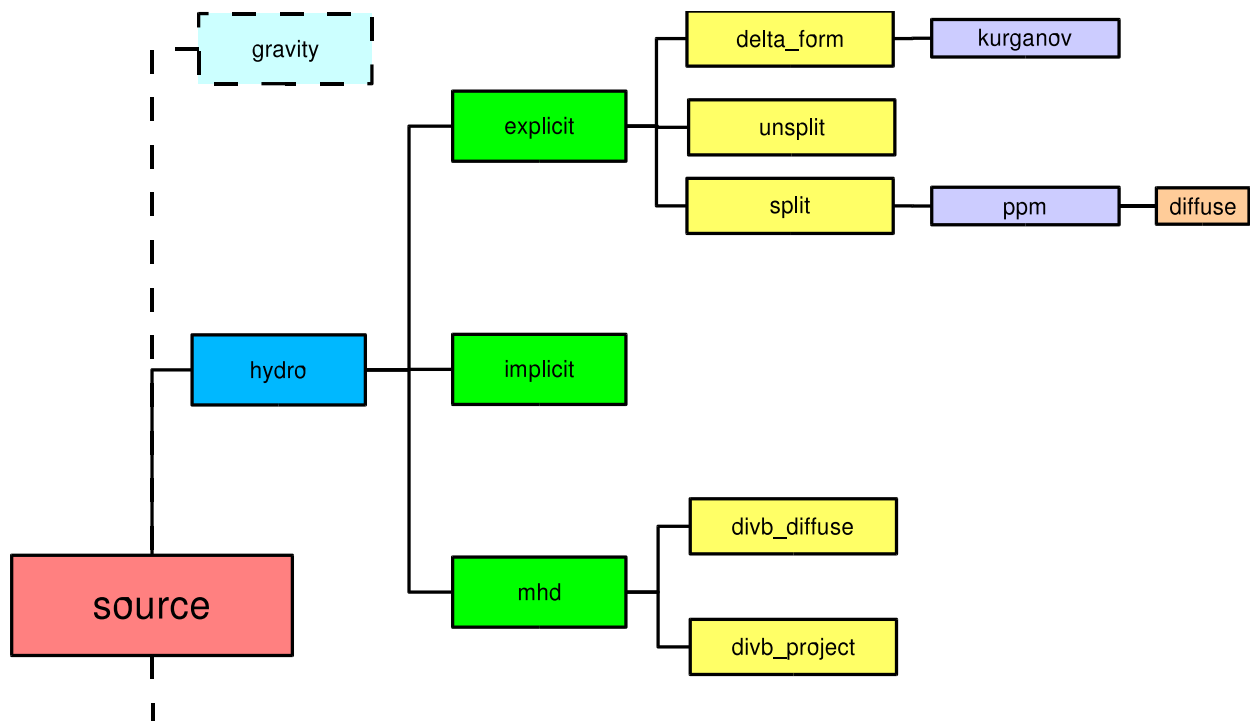 gravity
delta_form
kurganov
explicit
unsplit
split
ppm
diffuse
hydro
implicit
divb_diffuse
source
mhd
divb_project